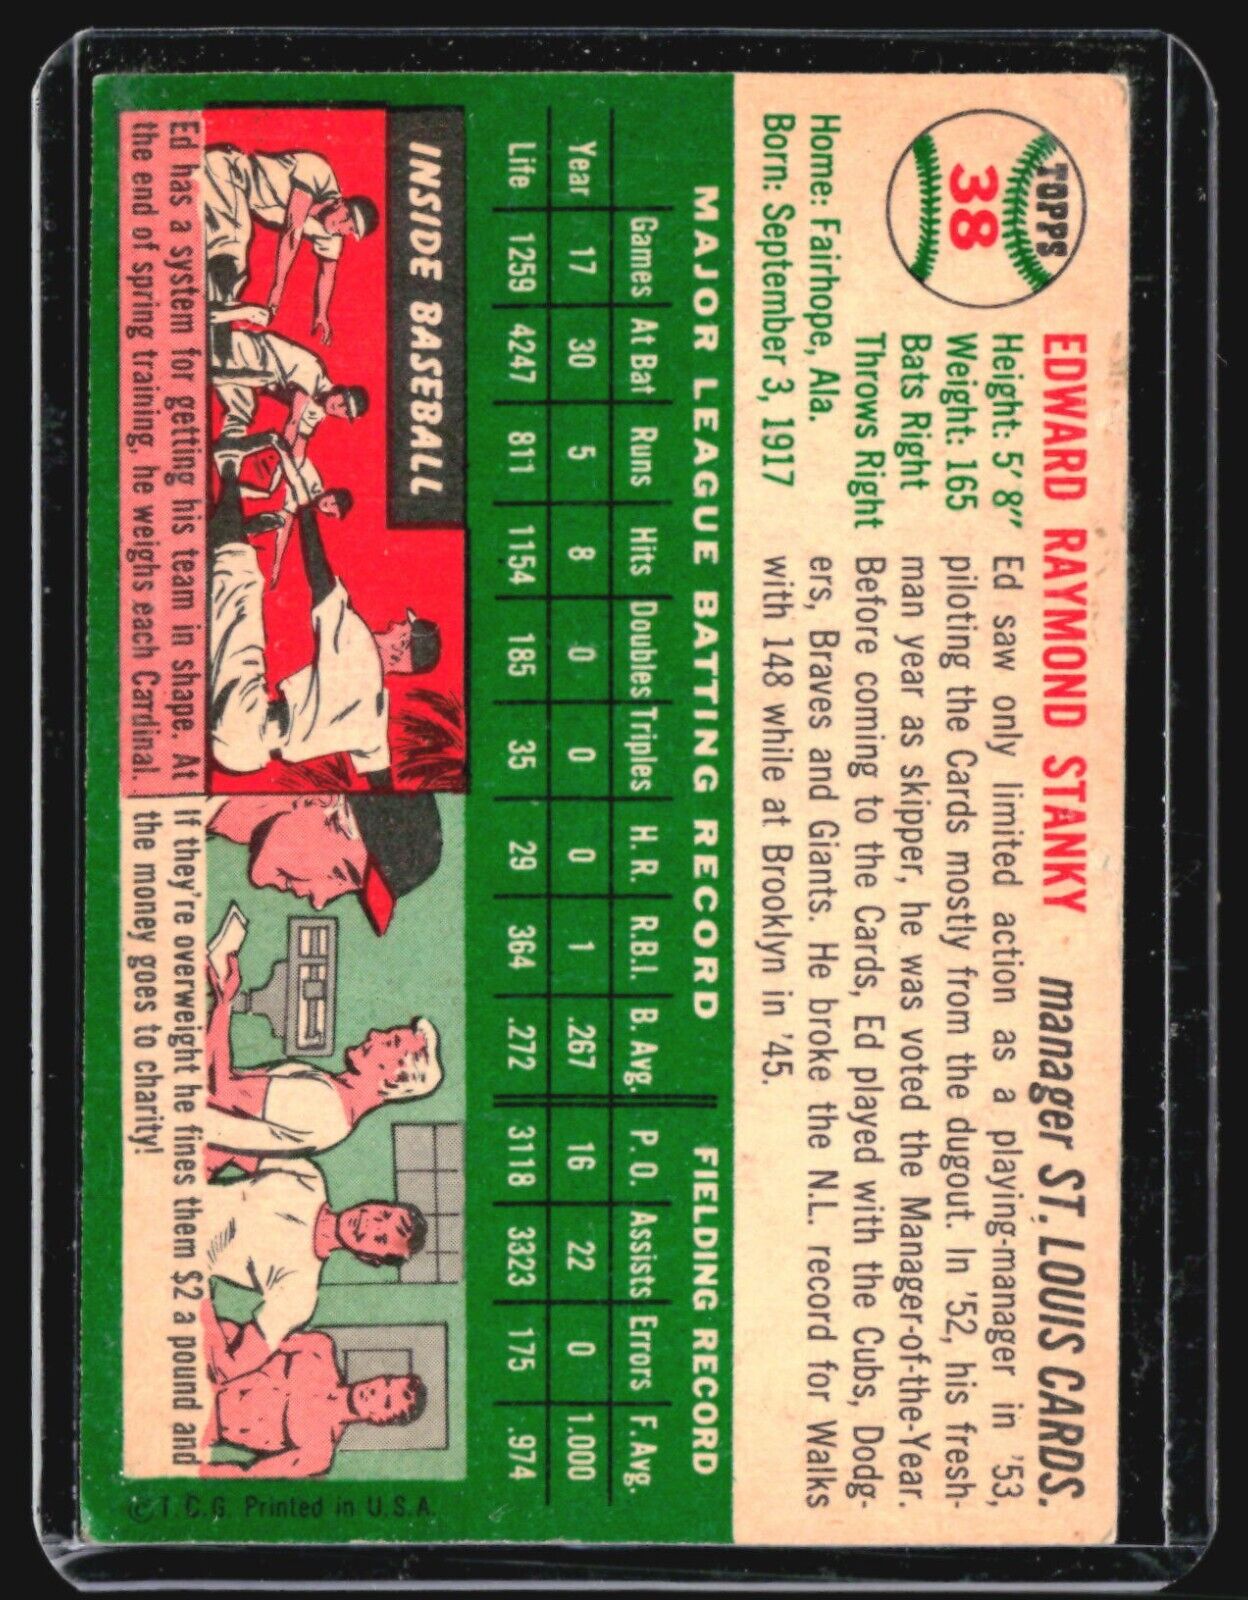 TOPPS
38
EDWARD RAYMOND STANKY manager ST. LOUIS CARDS.
Height: 5' 8"
Weight: 165
Bats Right
Throws Right
Home: Fairhope, Ala.
Born: September 3, 1917
Ed saw only limited action as a playing-manager in '53,
piloting the Cards mostly from the dugout. In '52, his fresh-
man year as skipper, he was voted the Manager-of-the-Year.
Before coming to the Cards, Ed played with the Cubs, Dodg-
ers, Braves and Giants. He broke the N.L. record for Walks
with 148 while at Brooklyn in '45.
MAJOR LEAGUE BATTING RECORD FIELDING RECORD
Games At Bat Runs Hits Doubles Triples H. R. R.B.I. B. Avg. P. O. Assists Errors F. Avg.
Year 17 30 5 8 0 0 0 1 .267 16 22 0 1.000
Life 1259 4247 811 1154 185 35 29 364 .272 3118 3323 175 .974
INSIDE BASEBALL
Ed has a system for getting his team in shape. At
the end of spring training, he weighs each Cardinal.
If they're overweight he fines them $2 a pound and
the money goes to charity!
© T. C. G. Printed in U. S. A.